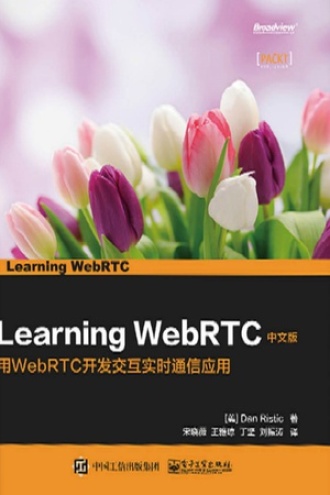 Broadview
[PACKT]
Learning WebRTC
Learning WebRTC 中文版
用WebRTC开发交互实时通信应用
[美] Dan Ristic 著
宋晓薇 王雅琼 丁坚 刘振涛 译
中国工信出版集团
电子工业出版社